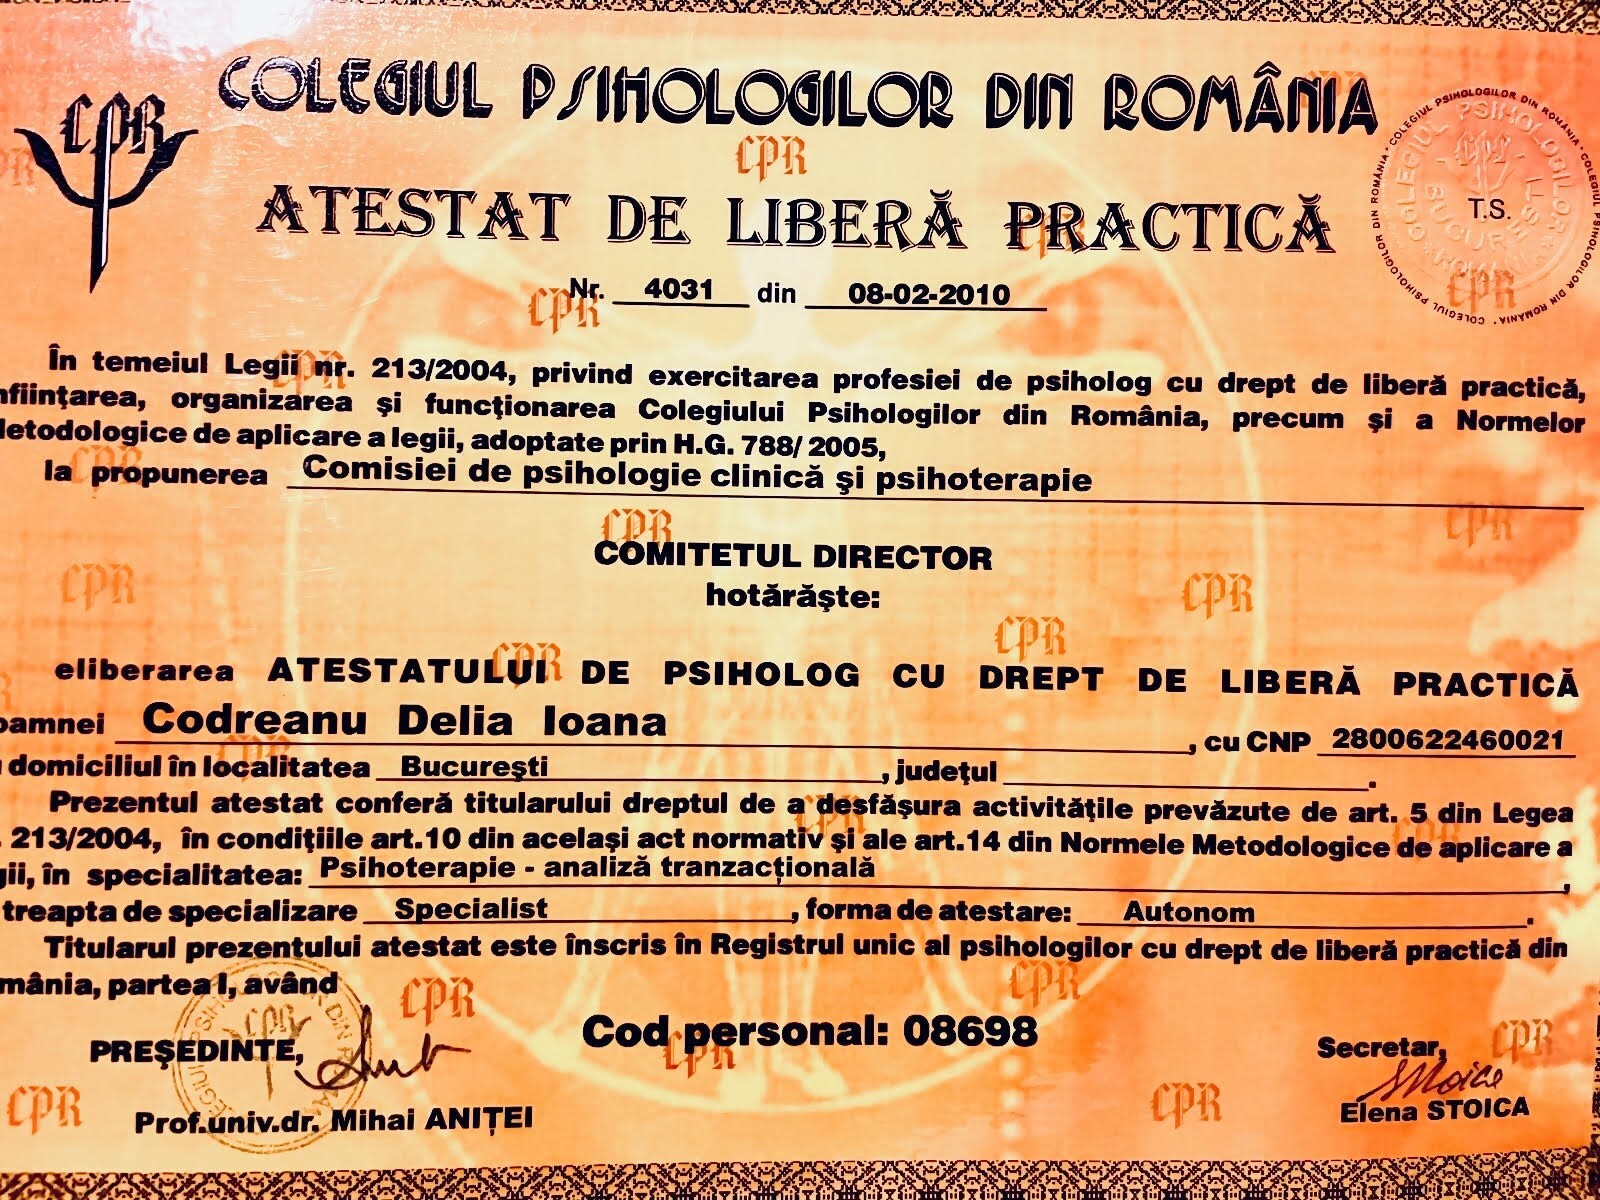 CPR
COLEGIUL PSIHOLOGILOR DIN ROMÂNIA
ATESTAT DE LIBERĂ PRACTICĂ
T.S.
Nr. 4031 din 08-02-2010
În temeiul Legii nr. 213/2004, privind exercitarea profesiei de psiholog cu drept de liberă practică,
nfiinţarea, organizarea şi funcţionarea Colegiului Psihologilor din România, precum şi a Normelor
letodologice de aplicare a legii, adoptate prin H.G. 788/ 2005,
la propunerea Comisiei de psihologie clinică şi psihoterapie
COMITETUL DIRECTOR
hotărăşte:
eliberarea ATESTATULUI DE PSIHOLOG CU DREPT DE LIBERĂ PRACTICĂ
oamnei Codreanu Delia Ioana, cu CNP 2800622460021
domiciliul în localitatea Bucureşti, judeţul .
Prezentul atestat conferă titularului dreptul de a desfăşura activităţile prevăzute de art. 5 din Legea
. 213/2004, în condiţiile art.10 din acelaşi act normativ şi ale art.14 din Normele Metodologice de aplicare a
gii, în specialitatea: Psihoterapie - analiză tranzacţională,
treapta de specializare Specialist, forma de atestare: Autonom.
Titularul prezentului atestat este înscris în Registrul unic al psihologilor cu drept de liberă practică din
mânia, partea I, având
Cod personal: 08698
PREŞEDINTE,
Prof.univ.dr. Mihai ANIŢEI
Secretar,
Elena STOICA